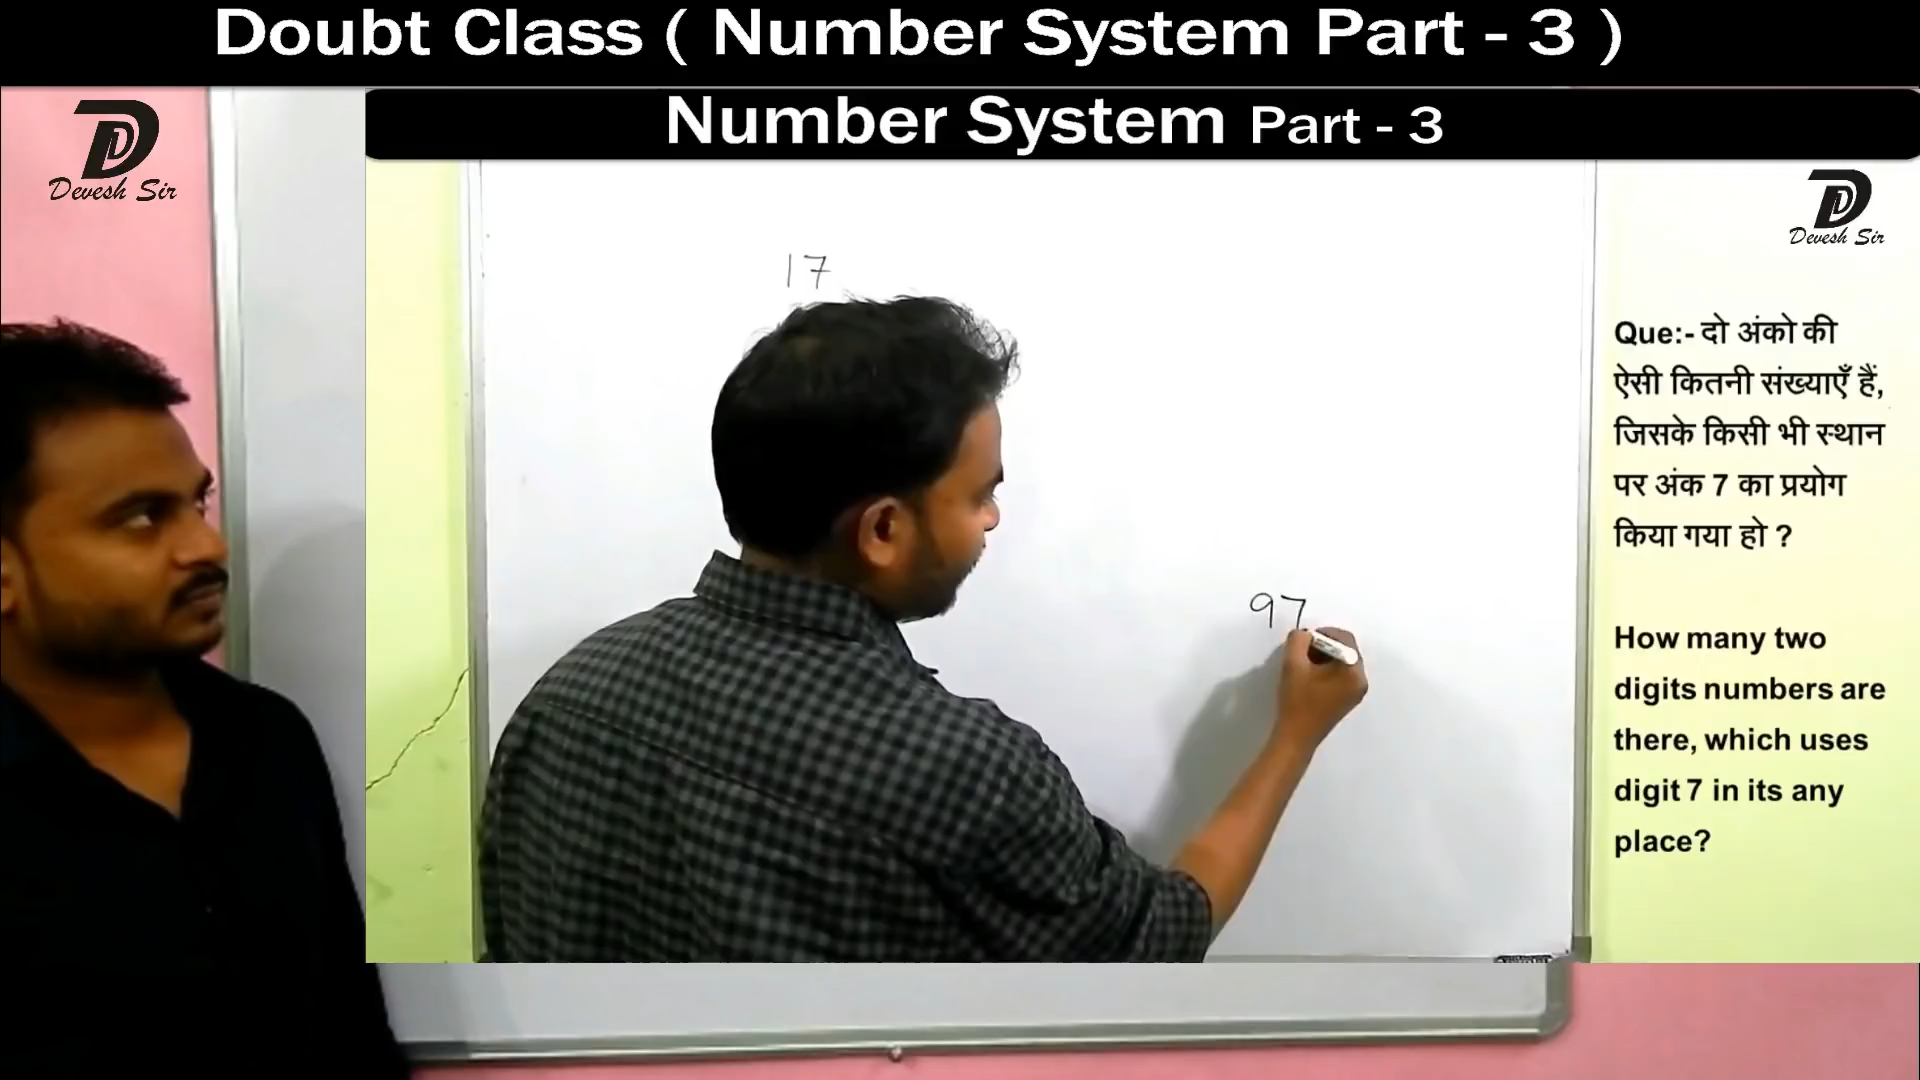 Doubt Class ( Number System Part - 3 )
Number System Part - 3
D
Devesh Sir
D
Devesh Sir
17
97
Que:- दो अंको की
ऐसी कितनी संख्याएँ हैं,
जिसके किसी भी स्थान
पर अंक 7 का प्रयोग
किया गया हो ?
How many two
digits numbers are
there, which uses
digit 7 in its any
place?